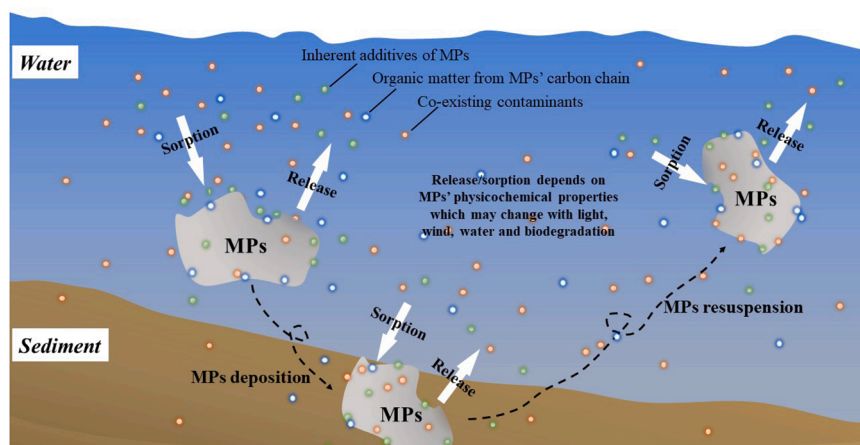 Water
Inherent additives of MPs
Organic matter from MPs' carbon chain
Co-existing contaminants
Sorption
Release
MPs
Release/sorption depends on
MPs' physicochemical properties
which may change with light,
wind, water and biodegradation
Sorption
Release
MPs
Sediment
MPs deposition
Sorption
Release
MPs
MPs resuspension